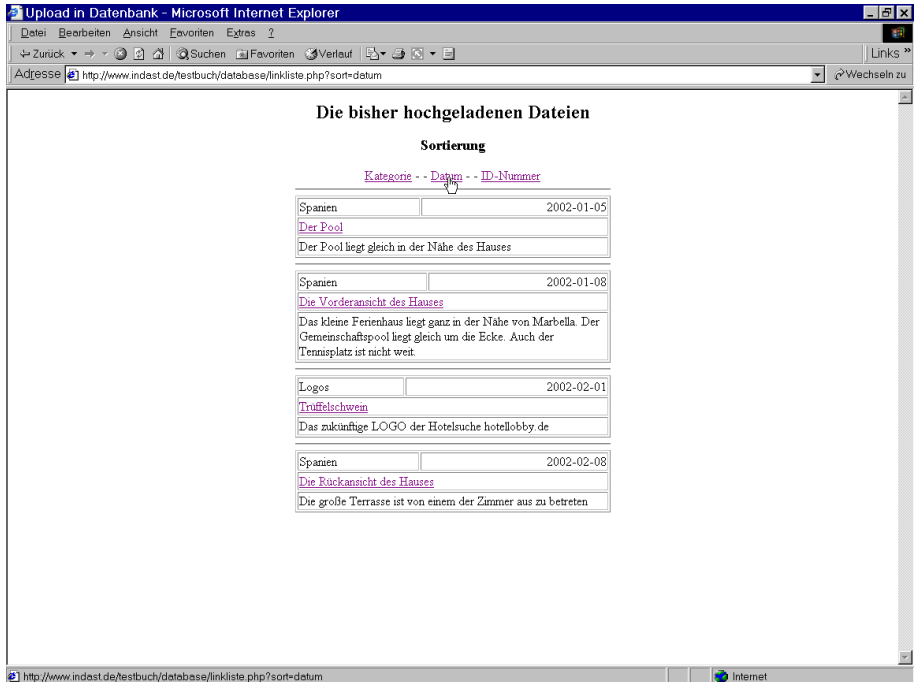 Upload in Datenbank - Microsoft Internet Explorer
Datei Bearbeiten Ansicht Favoriten Extras ?
Zurück Suchen Favoriten Verlauf Links »
Adresse http://www.indast.de/testbuch/database/linkliste.php?sort=datum Wechseln zu
Die bisher hochgeladenen Dateien
Sortierung
Kategorie - - Datum - - ID-Nummer
Spanien 2002-01-05
Der Pool
Der Pool liegt gleich in der Nähe des Hauses
Spanien 2002-01-08
Die Vorderansicht des Hauses
Das kleine Ferienhaus liegt ganz in der Nähe von Marbella. Der
Gemeinschaftspool liegt gleich um die Ecke. Auch der
Tennisplatz ist nicht weit.
Logos 2002-02-01
Trüffelschwein
Das zukünftige LOGO der Hotelsuche hotellobby.de
Spanien 2002-02-08
Die Rückansicht des Hauses
Die große Terrasse ist von einem der Zimmer aus zu betreten
http://www.indast.de/testbuch/database/linkliste.php?sort=datum Internet